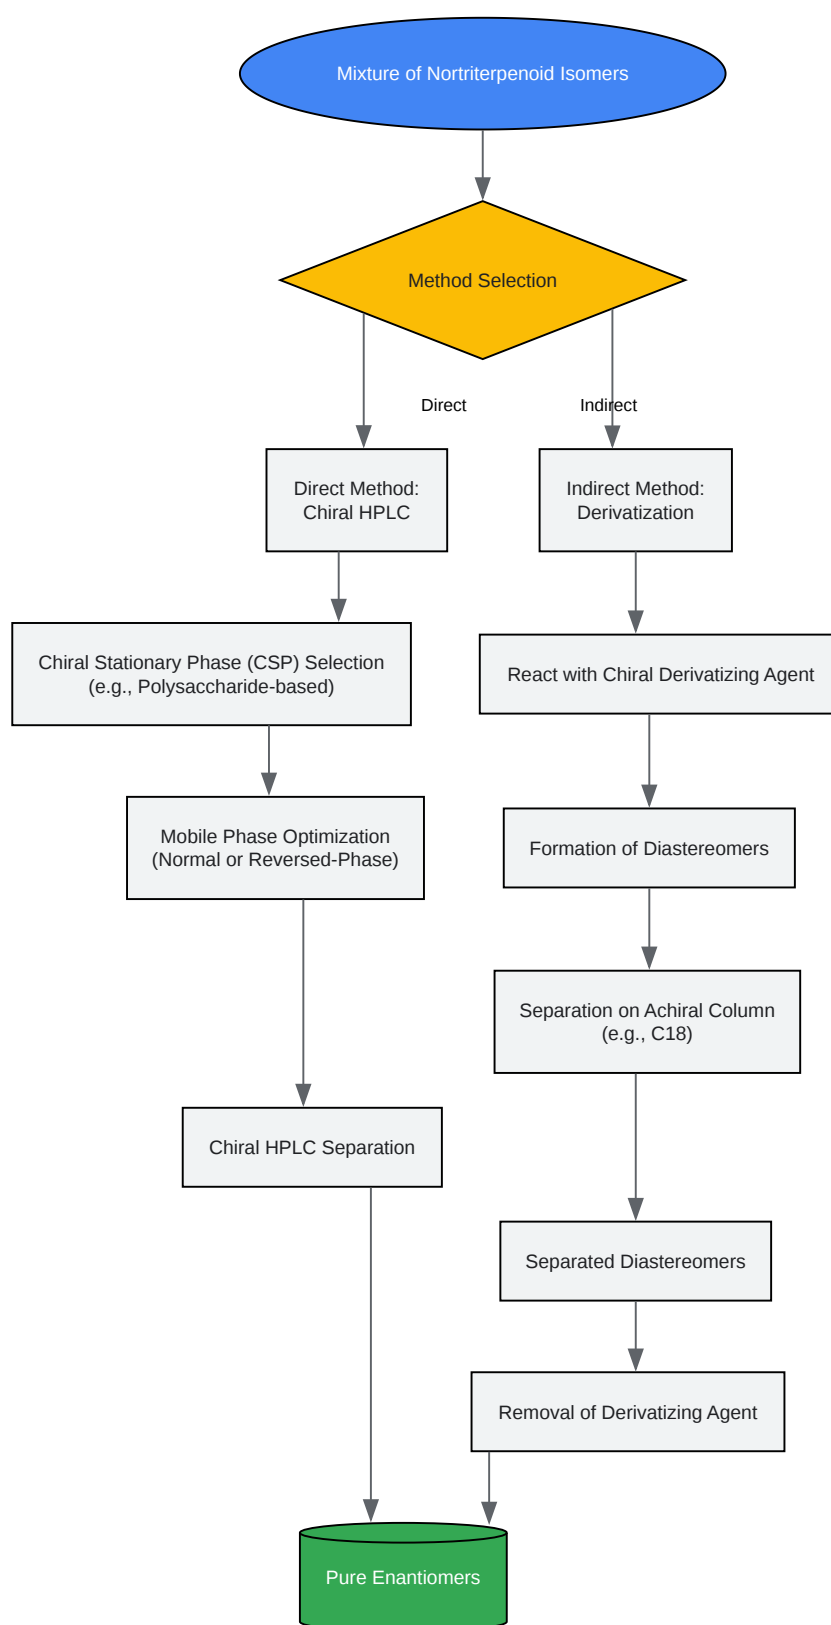 Mixture of Nortriterpenoid Isomers
Method Selection
Direct
Indirect
Direct Method:
Chiral HPLC
Indirect Method:
Derivatization
Chiral Stationary Phase (CSP) Selection
(e.g., Polysaccharide-based)
React with Chiral Derivatizing Agent
Mobile Phase Optimization
(Normal or Reversed-Phase)
Formation of Diastereomers
Separation on Achiral Column
(e.g., C18)
Chiral HPLC Separation
Separated Diastereomers
Removal of Derivatizing Agent
Pure Enantiomers